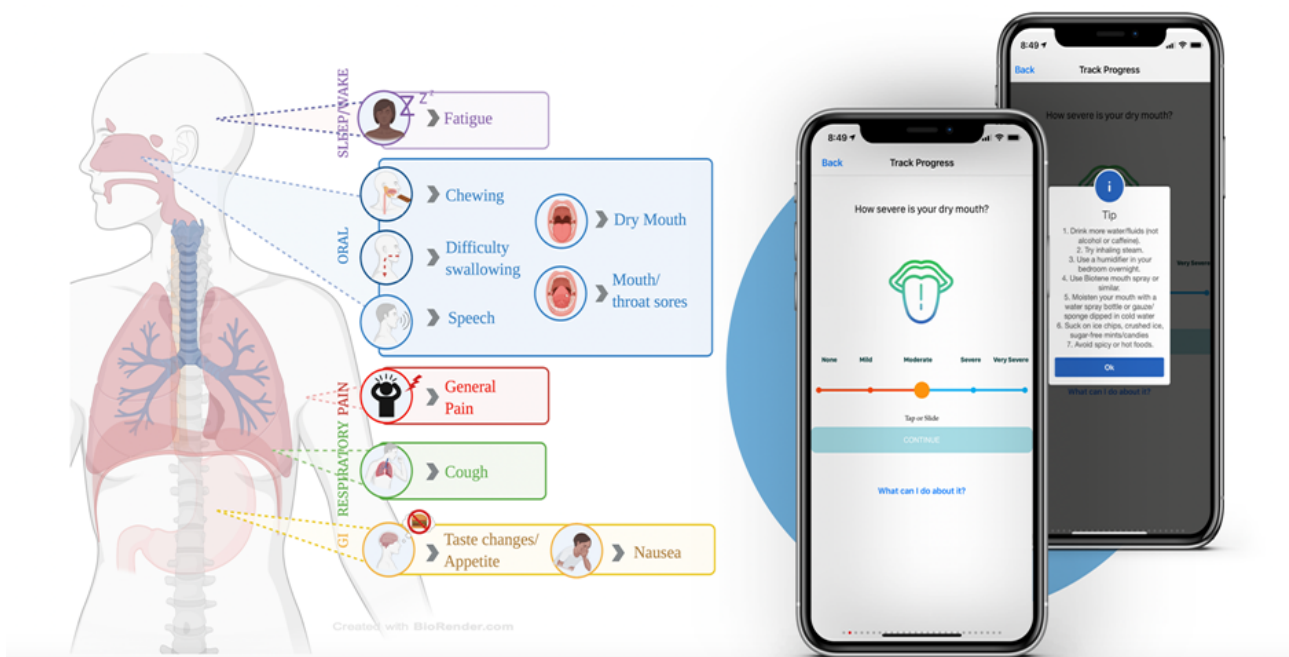 SLEEP/WAKE
Z Z z
Fatigue
ORAL
Chewing
Difficulty
swallowing
Speech
Dry Mouth
Mouth/
throat sores
PAIN
General
Pain
RESPIRATORY
Cough
GI
Taste changes/
Appetite
Nausea
Created with BioRender.com
8:49
Back
Track Progress
How severe is your dry mouth?
None Mild Moderate Severe Very Severe
Tap or Slide
CONTINUE
What can I do about it?
8:49
Back
Track Progress
How severe is your dry mouth?
i
Tip
1. Drink more water/fluids (not
alcohol or caffeine).
2. Try inhaling steam.
3. Use a humidifier in your
bedroom overnight.
4. Use Biotene mouth spray or
similar.
5. Moisten your mouth with a
water spray bottle or gauze/
sponge dipped in cold water
6. Suck on ice chips, crushed ice,
sugar-free mints/candies
7. Avoid spicy or hot foods.
Very Severe
Ok
What can I do about it?